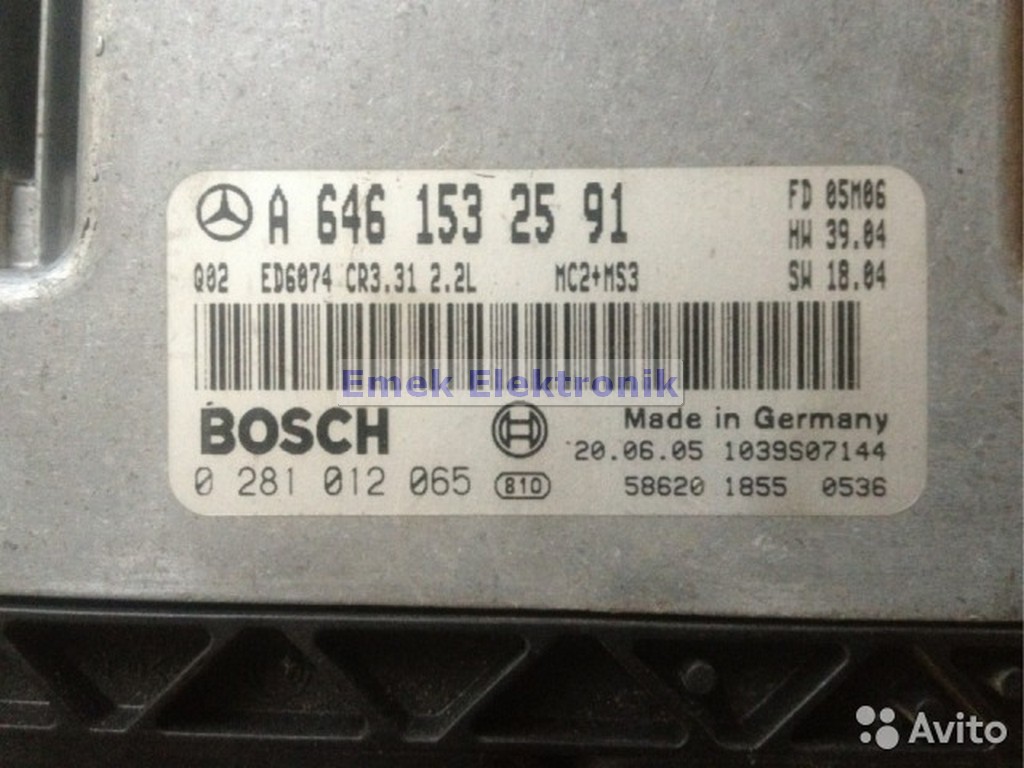 A 646 153 25 91
FD 05M06
HW 39.04
Q02 ED6074 CR3.31 2.2L MC2+MS3 SW 18.04
Emek Elektronik
BOSCH
Made in Germany
20.06.05 1039S07144
0 281 012 065 810 586201 1855 0536
Avito